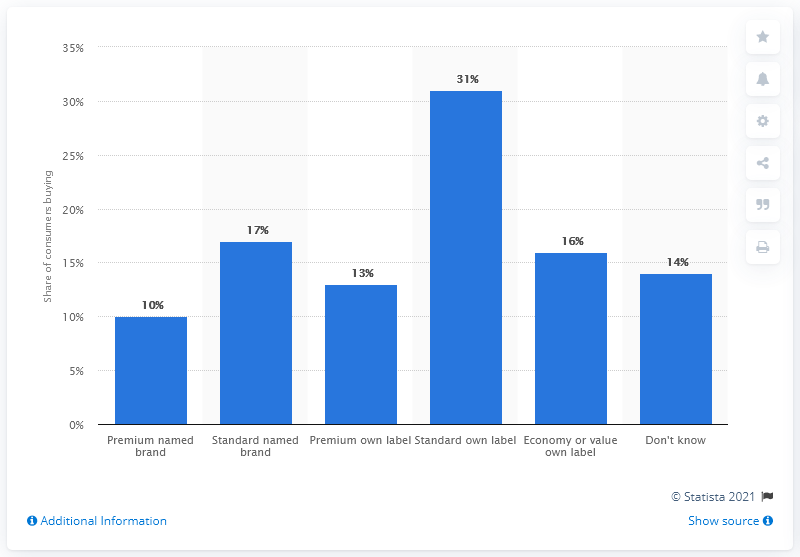 35%
30%
25%
20%
15%
10%
5%
0%
Share of consumers buying
10%
17%
13%
31%
16%
14%
Premium named
brand
Standard named
brand
Premium own label
Standard own label
Economy or value
own label
Don't know
© Statista 2021
Additional Information
Show source